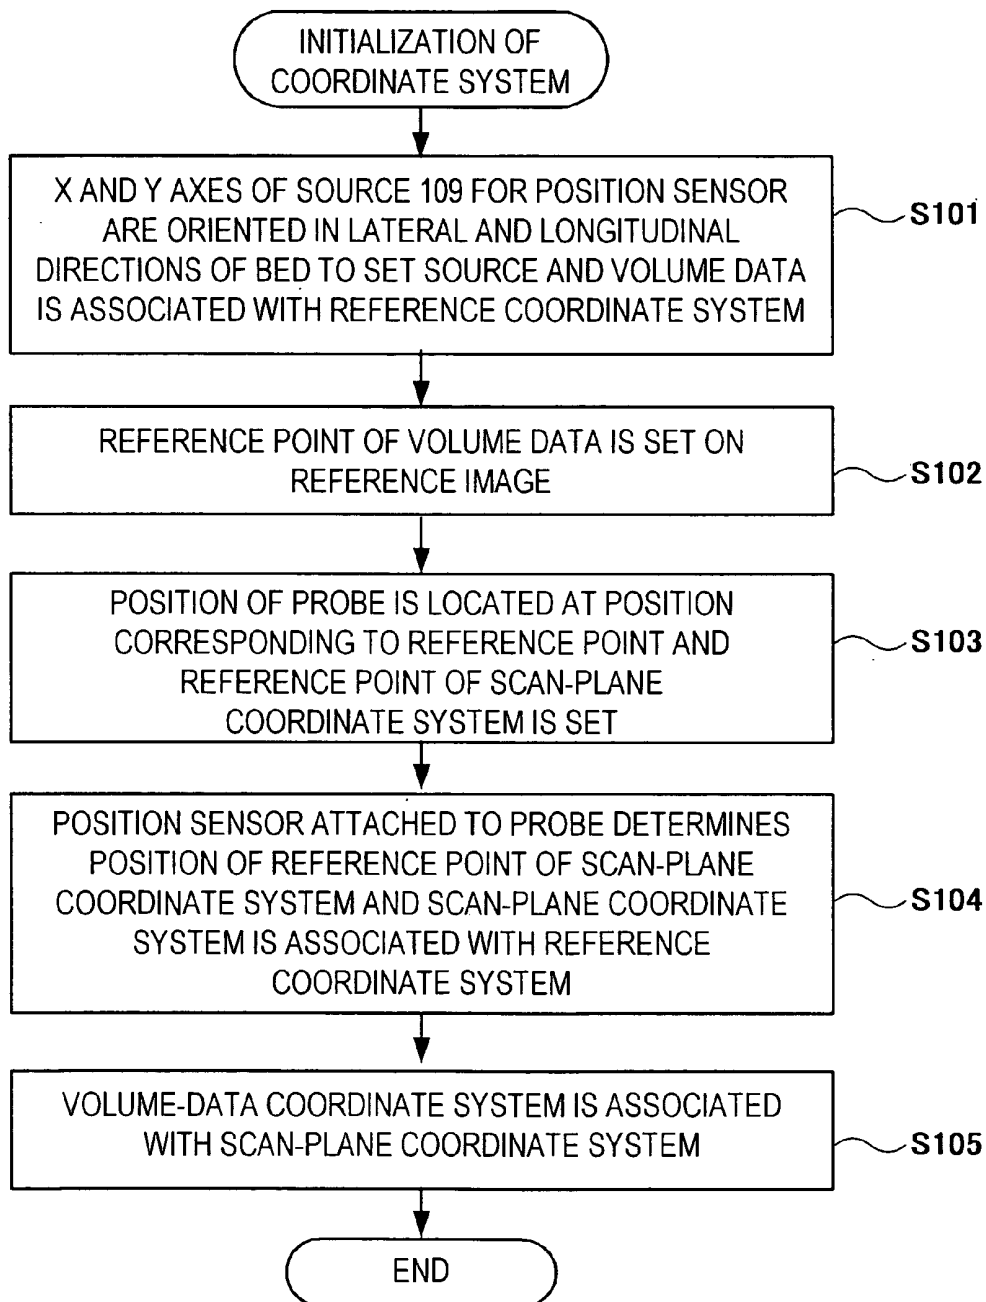 INITIALIZATION OF
COORDINATE SYSTEM
X AND Y AXES OF SOURCE 109 FOR POSITION SENSOR
ARE ORIENTED IN LATERAL AND LONGITUDINAL
DIRECTIONS OF BED TO SET SOURCE AND VOLUME DATA
IS ASSOCIATED WITH REFERENCE COORDINATE SYSTEM
S101
REFERENCE POINT OF VOLUME DATA IS SET ON
REFERENCE IMAGE
S102
POSITION OF PROBE IS LOCATED AT POSITION
CORRESPONDING TO REFERENCE POINT AND
REFERENCE POINT OF SCAN-PLANE
COORDINATE SYSTEM IS SET
S103
POSITION SENSOR ATTACHED TO PROBE DETERMINES
POSITION OF REFERENCE POINT OF SCAN-PLANE
COORDINATE SYSTEM AND SCAN-PLANE COORDINATE
SYSTEM IS ASSOCIATED WITH REFERENCE
COORDINATE SYSTEM
S104
VOLUME-DATA COORDINATE SYSTEM IS ASSOCIATED
WITH SCAN-PLANE COORDINATE SYSTEM
S105
END